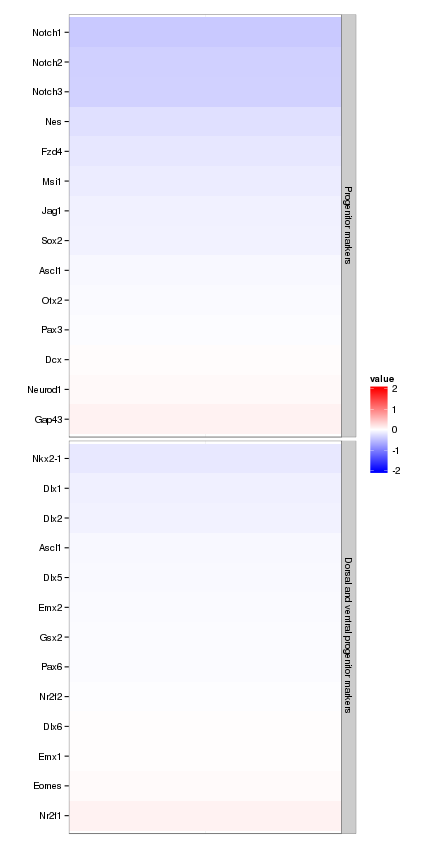 Notch1
Notch2
Notch3
Nes
Fzd4
Msi1
Jag1
Sox2
Ascl1
Otx2
Pax3
Dcx
Neurod1
Gap43
Progenitor markers
Nkx2-1
Dlx1
Dlx2
Ascl1
Dlx5
Emx2
Gsx2
Pax6
Nr2f2
Dlx6
Emx1
Eomes
Nr2f1
Dorsal and ventral progenitor markers
value
2
1
0
-1
-2